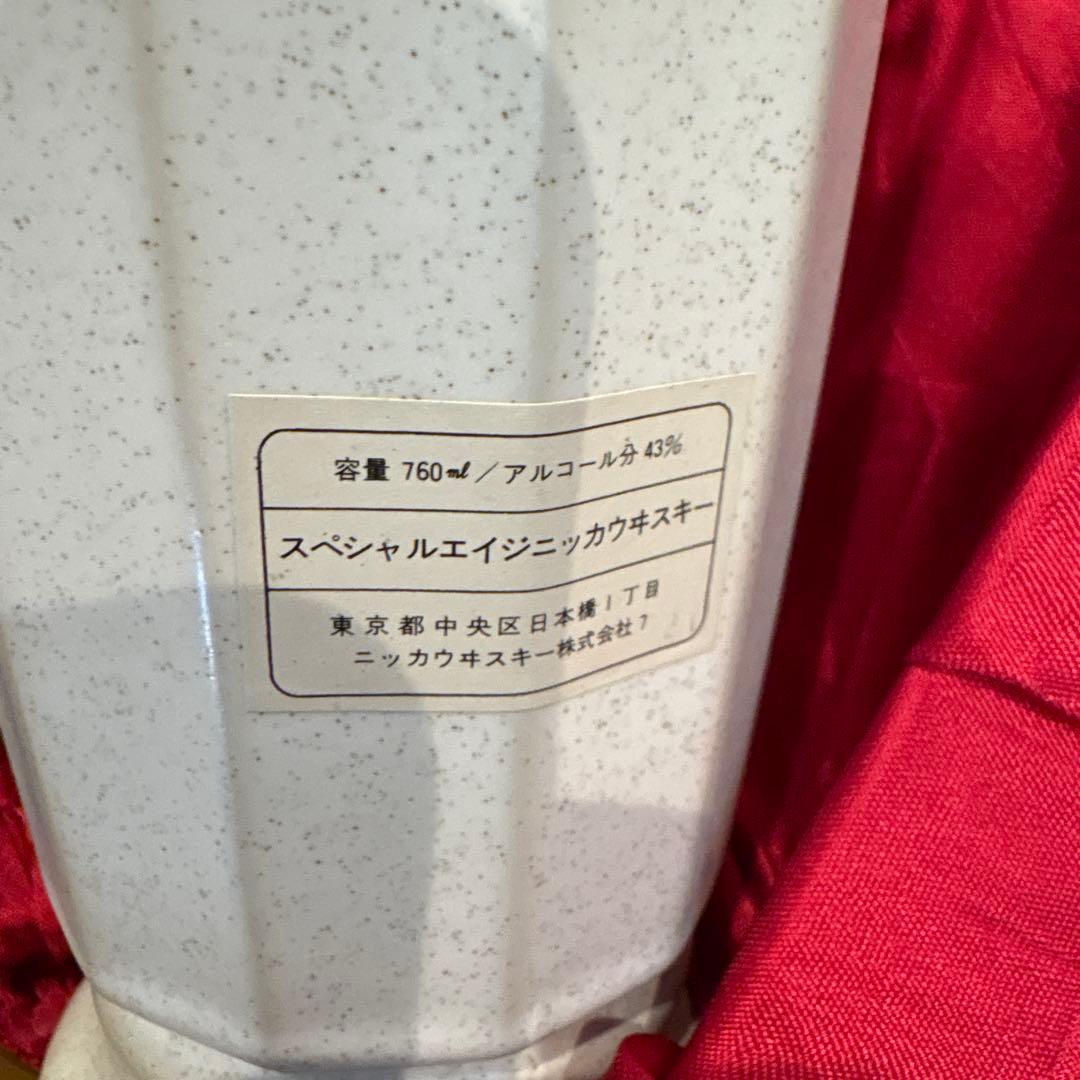 容量 760ml／アルコール分 43%
スペシャルエイジニッカウヰスキー
東京都中央区日本橋1丁目
ニッカウヰスキー株式会社 7